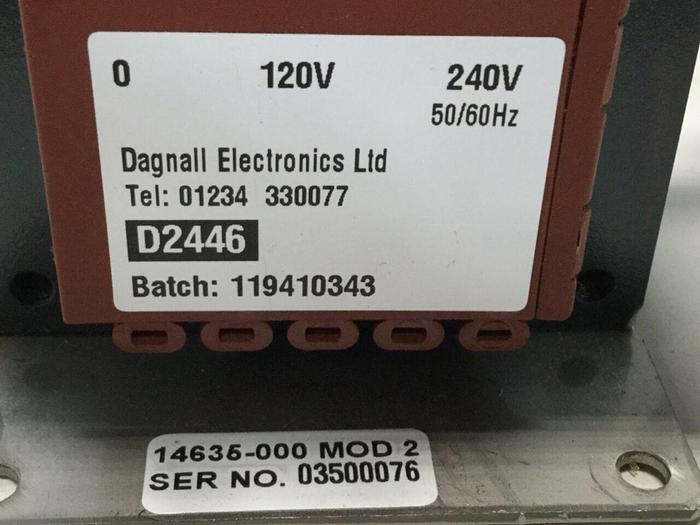 0 120V 240V
50/60Hz
Dagnall Electronics Ltd
Tel: 01234 330077
D2446
Batch: 119410343
14635-000 MOD 2
SER NO. 03500076